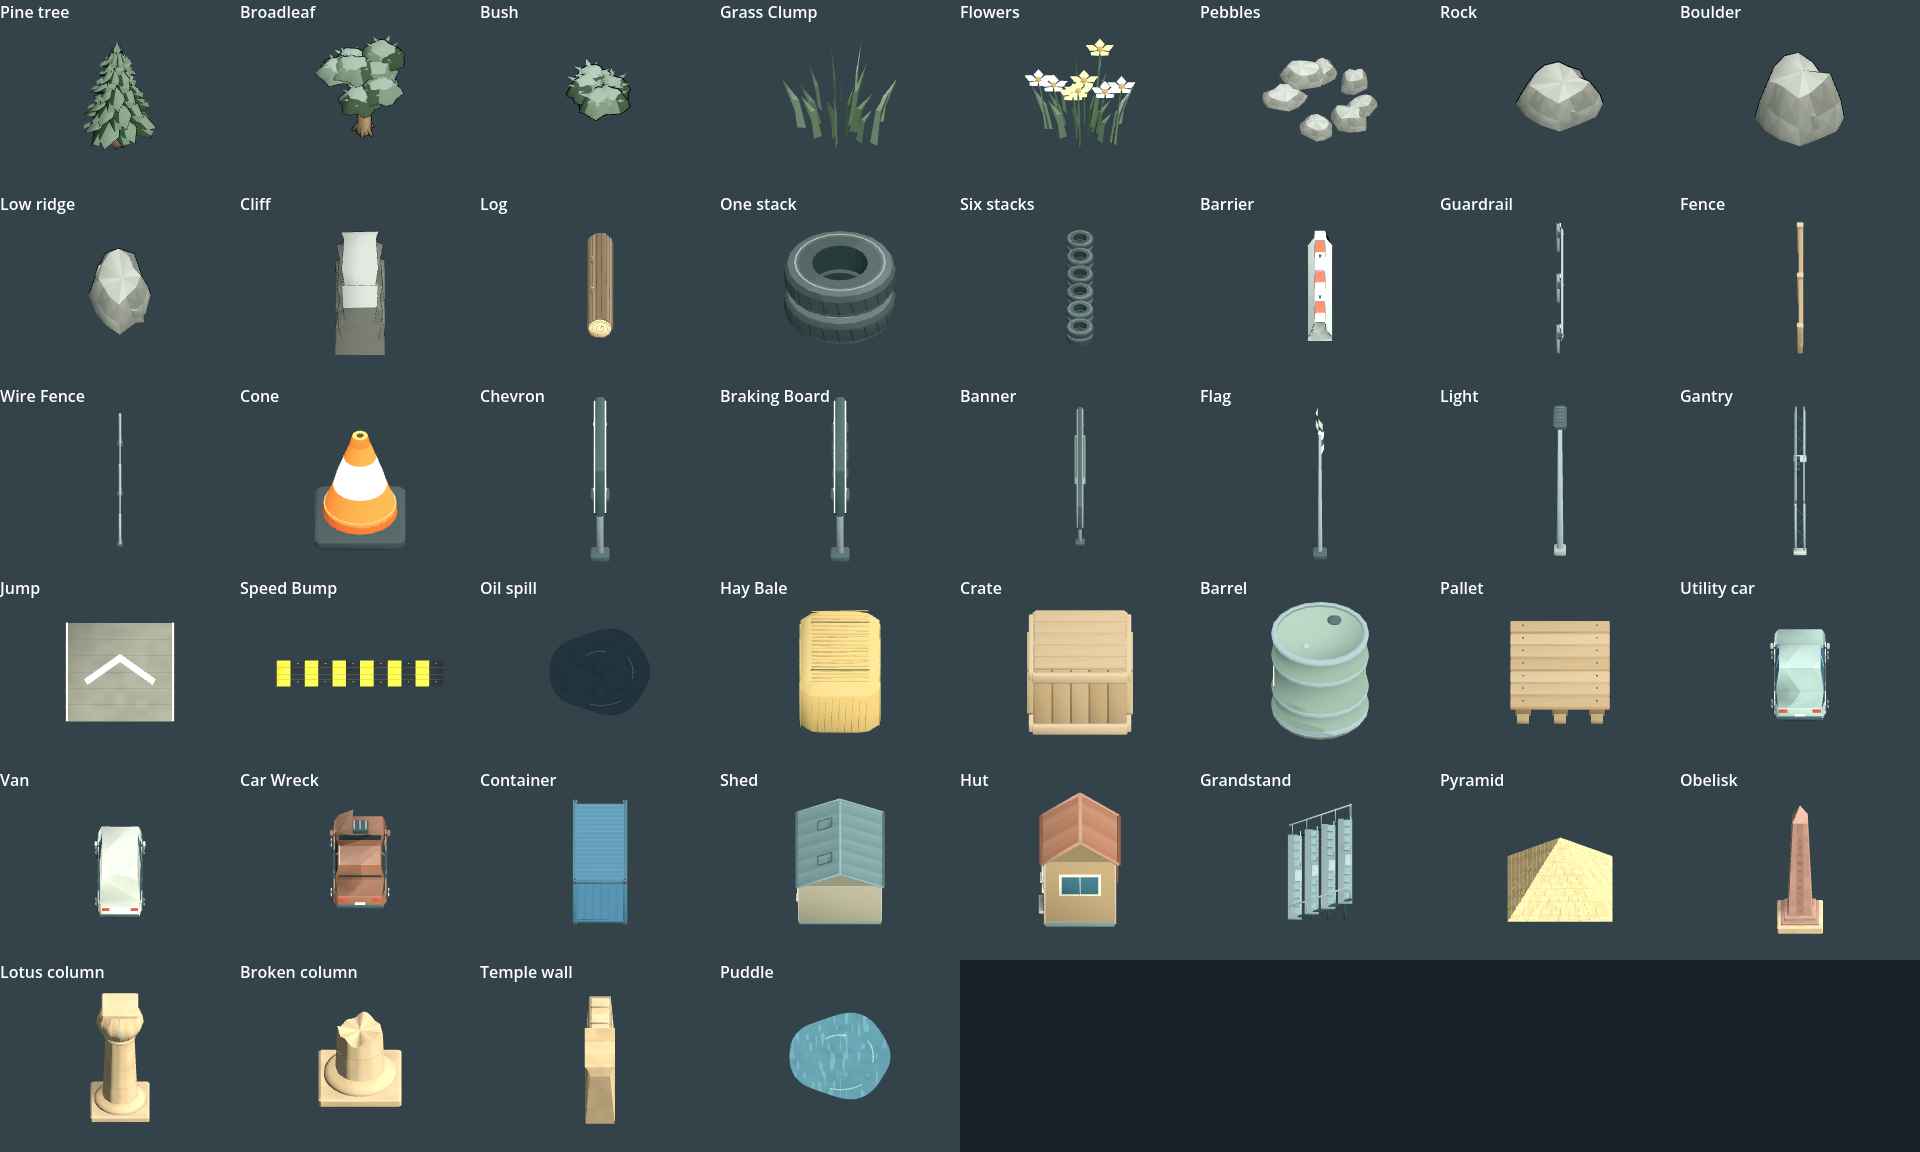 Pine tree
Broadleaf
Bush
Grass Clump
Flowers
Pebbles
Rock
Boulder
Low ridge
Cliff
Log
One stack
Six stacks
Barrier
Guardrail
Fence
Wire Fence
Cone
Chevron
Braking Board
Banner
Flag
Light
Gantry
Jump
Speed Bump
Oil spill
Hay Bale
Crate
Barrel
Pallet
Utility car
Van
Car Wreck
Container
Shed
Hut
Grandstand
Pyramid
Obelisk
Lotus column
Broken column
Temple wall
Puddle